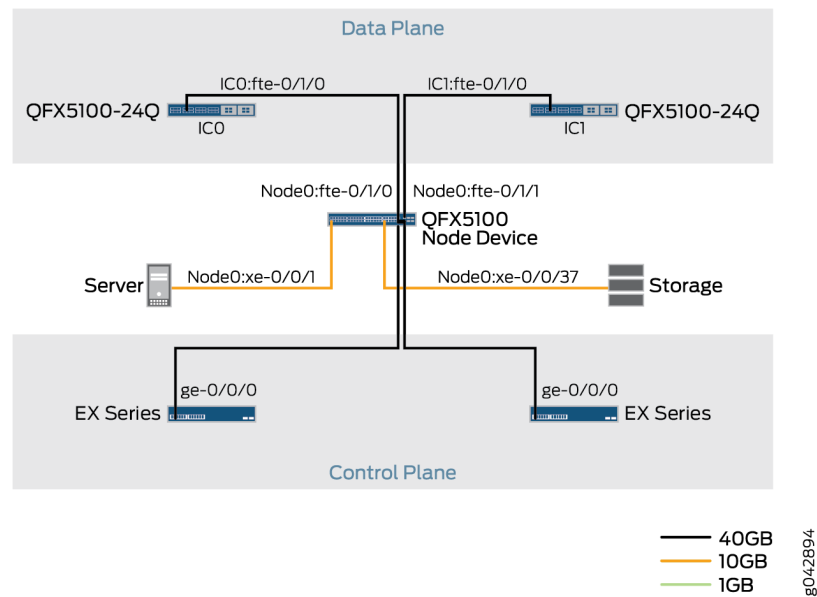 Data Plane
IC0:fte-0/1/0
IC1:fte-0/1/0
QFX5100-24Q
IC0
IC1
QFX5100-24Q
Node0:fte-0/1/0
Node0:fte-0/1/1
QFX5100
Node Device
Server
Node0:xe-0/0/1
Node0:xe-0/0/37
Storage
ge-0/0/0
ge-0/0/0
EX Series
EX Series
Control Plane
40GB
10GB
1GB
g042894